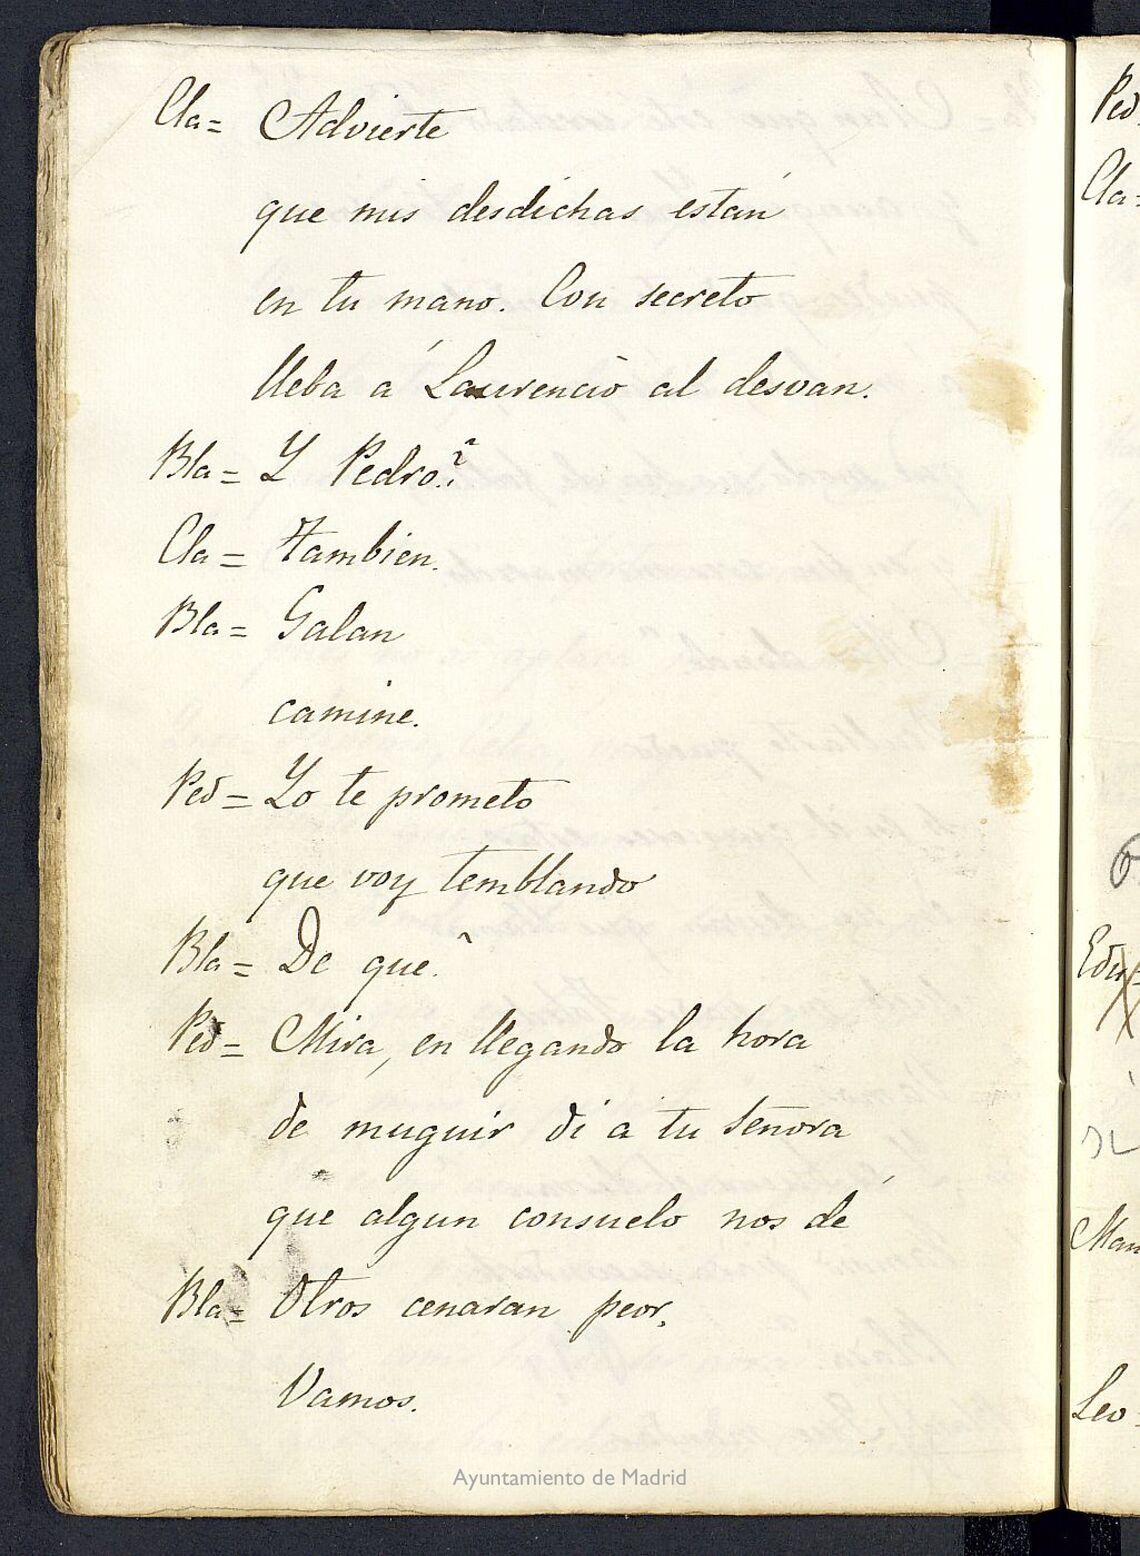 Cla= Advierte
que mis desdichas están
en tu mano. Con secreto
lleba á Laurencio al desvan.
Bla= Y Pedro?
Cla= tambien.
Bla= Galan
camine.
Ped= Yo te prometo
que voy temblando
Bla= De que?
Ped= Mira, en llegando la hora
de muguir di a tu señora
que algun consuelo nos dé
Bla= Otros cenaran peor.
Vamos.
Ayuntamiento de Madrid
Ped
Cla=
Man
Leo=